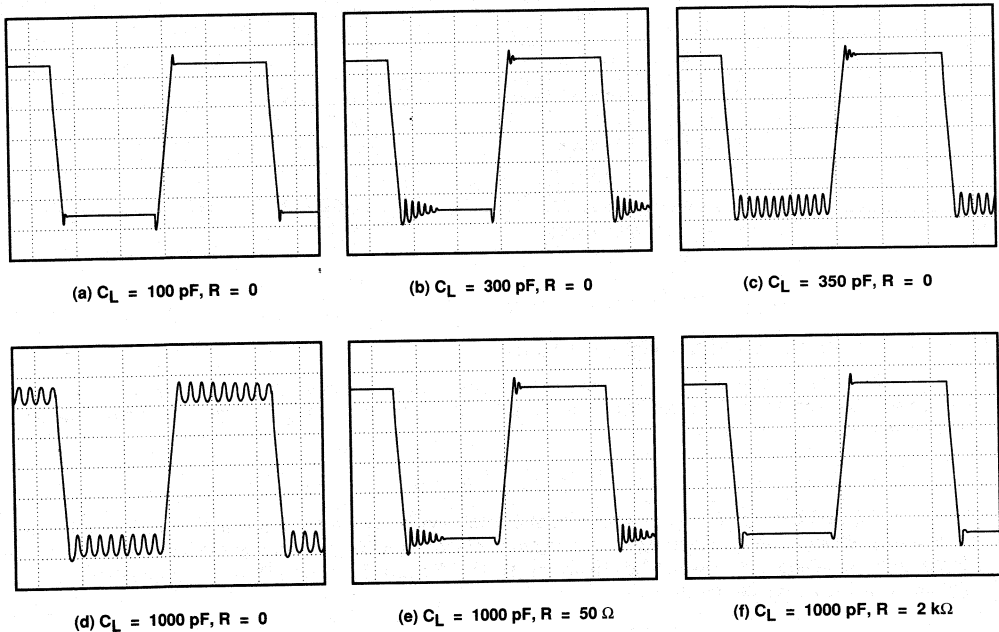 (a) CL = 100 pF, R = 0
(b) CL = 300 pF, R = 0
(c) CL = 350 pF, R = 0
(d) CL = 1000 pF, R = 0
(e) CL = 1000 pF, R = 50 Ω
(f) CL = 1000 pF, R = 2 kΩ